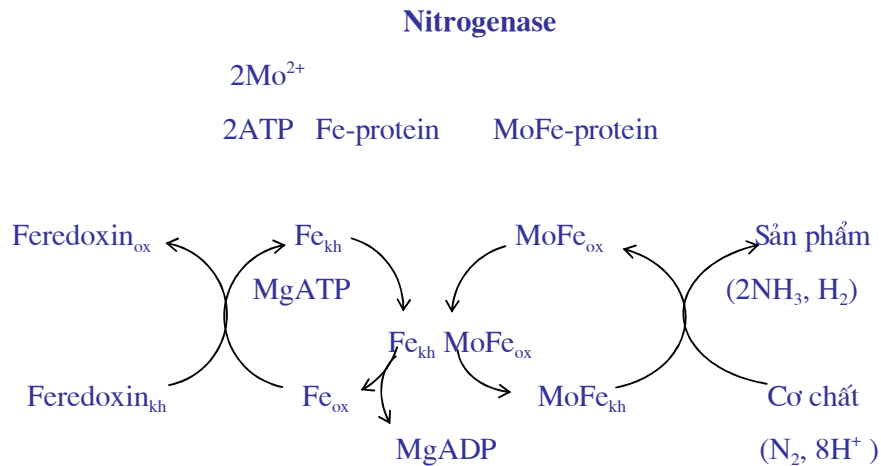 Nitrogenase
2Mo²⁺
2ATP Fe-protein MoFe-protein
Feredoxinₒₓ Feₖₕ MoFeₒₓ Sản phẩm
MgATP (2NH₃, H₂)
Feₖₕ MoFeₒₓ
Feredoxinₖₕ Feₒₓ MoFeₖₕ Cơ chất
MgADP (N₂, 8H⁺ )